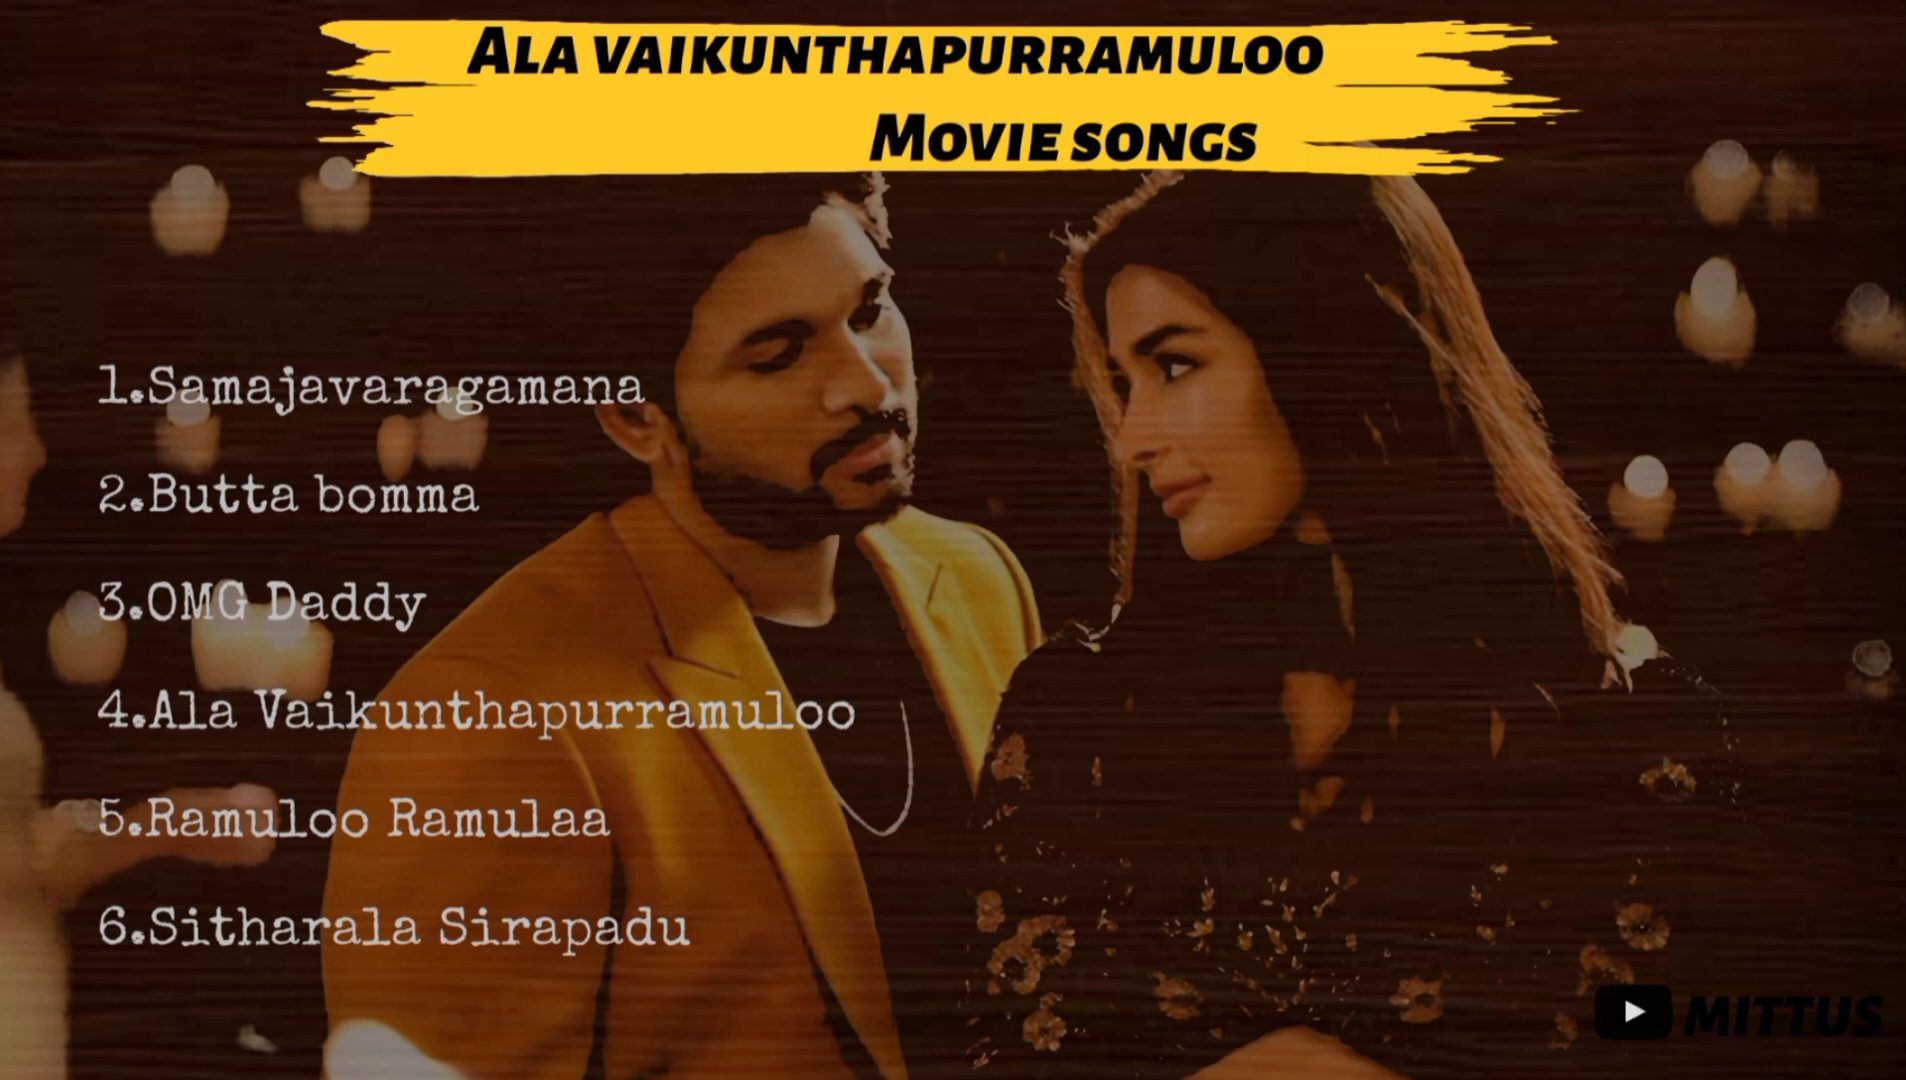 ALA VAIKUNTHAPURRAMULOO
MOVIE SONGS
1.Samajavaragamana
2.Butta bomma
3.OMG Daddy
4.Ala Vaikunthapurramuloo
5.Ramuloo Ramulaa
6.Sitharala Sirapadu
MITTUS